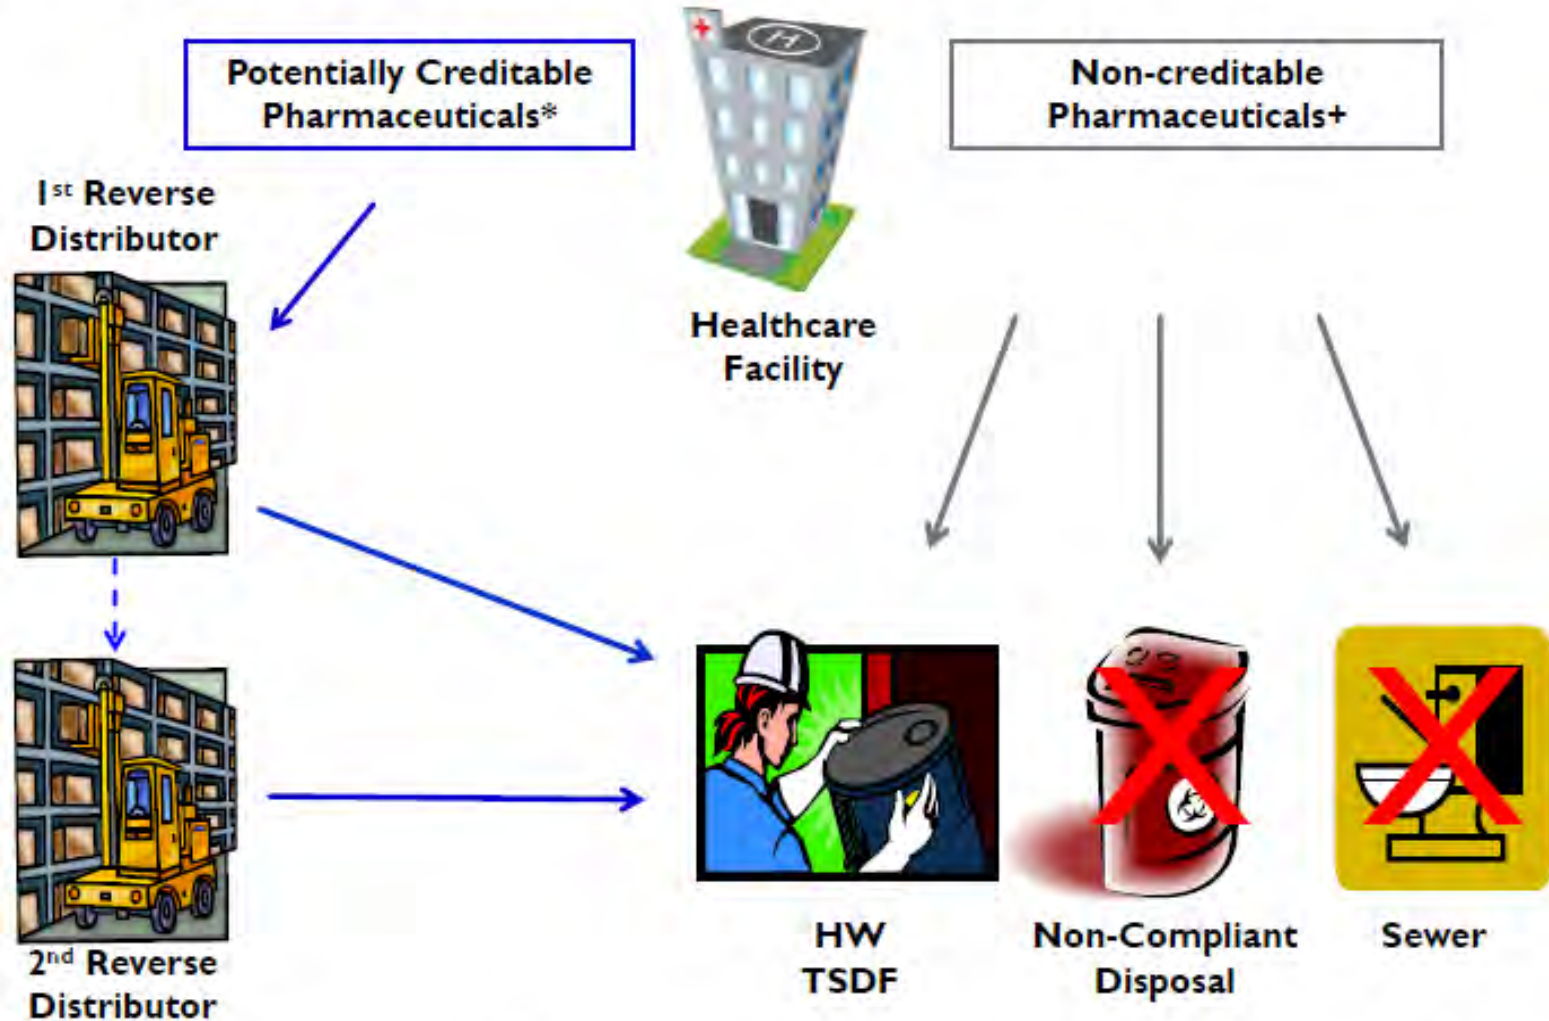 Potentially Creditable
Pharmaceuticals*
H
Non-creditable
Pharmaceuticals+
1st Reverse
Distributor
Healthcare
Facility
HW
TSDF
Non-Compliant
Disposal
Sewer
2nd Reverse
Distributor